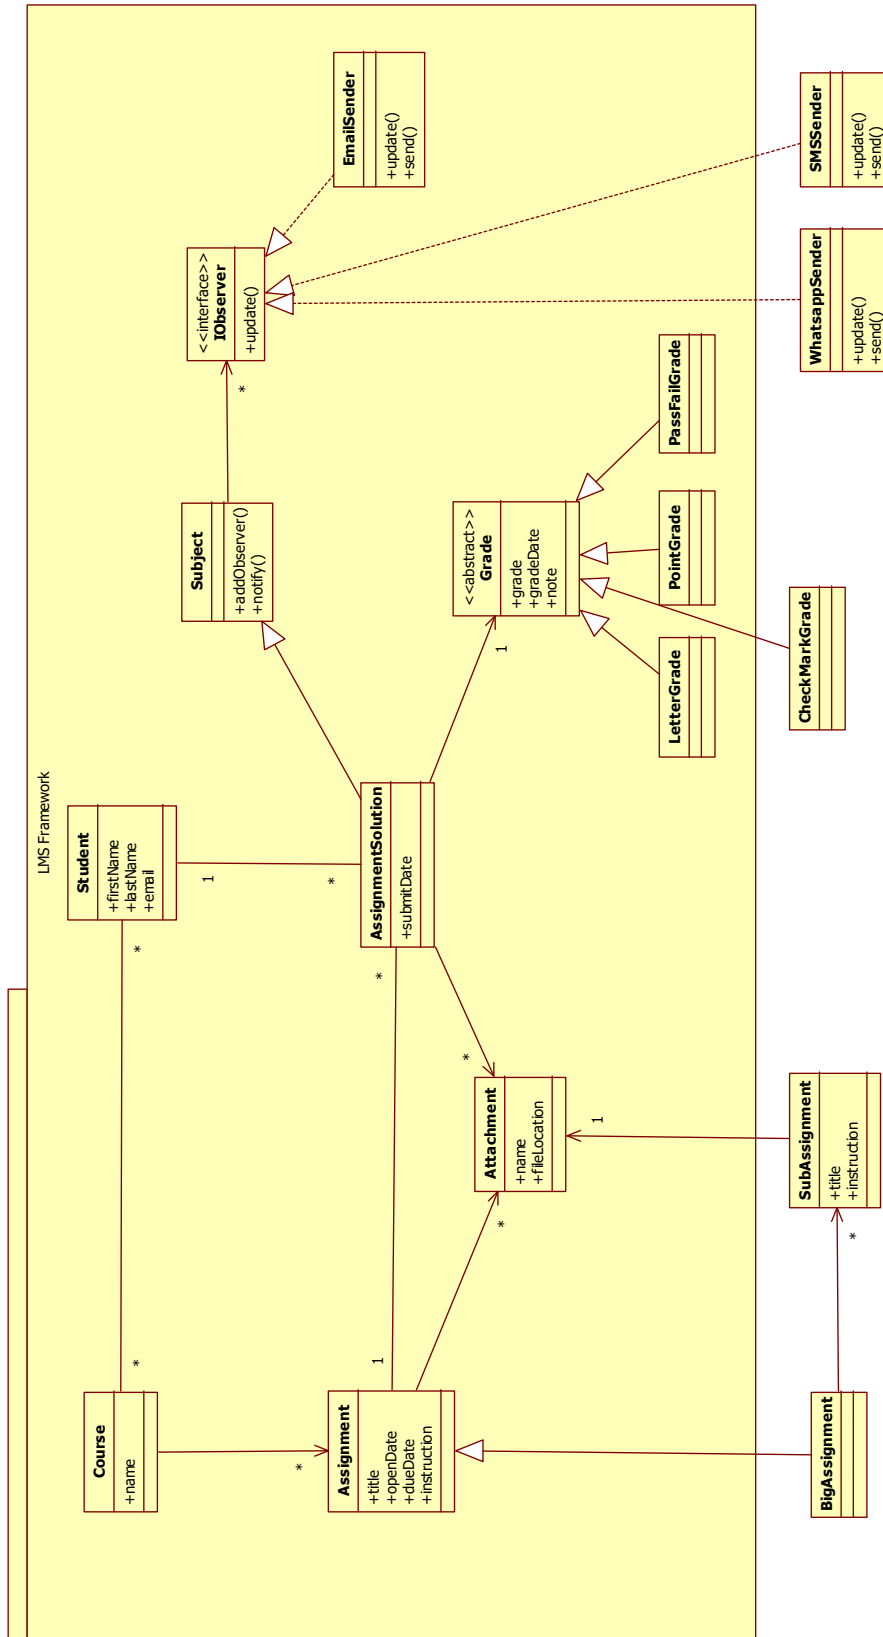 LMS Framework
Course
+name
*
*
Student
+firstName
+lastName
+email
*
1
*
Assignment
+title
+openDate
+dueDate
+instruction
1
*
AssignmentSolution
+submitDate
Subject
+addObserver()
+notify()
*
<<interface>>
IObserver
+update()
EmailSender
+update()
+send()
*
*
Attachment
+name
+fileLocation
1
1
<<abstract>>
Grade
+grade
+gradeDate
+note
LetterGrade
PointGrade
PassFailGrade
BigAssignment
*
SubAssignment
+title
+instruction
CheckMarkGrade
WhatsappSender
+update()
+send()
SMSSender
+update()
+send()